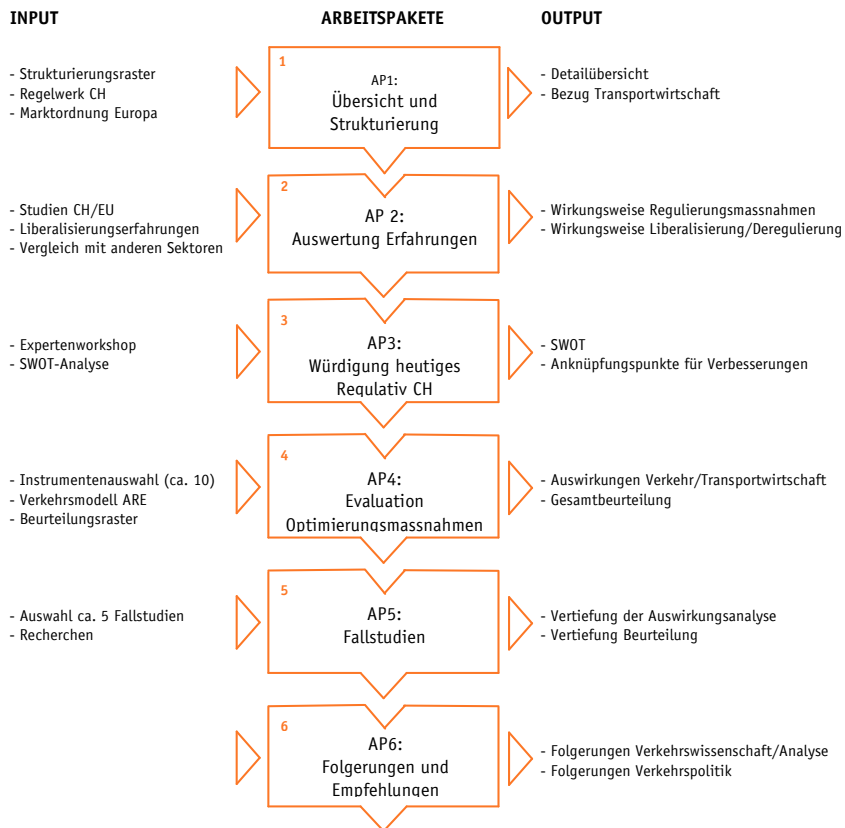 INPUT
ARBEITSPAKETE
OUTPUT
- Strukturierungsraster
- Regelwerk CH
- Marktordnung Europa
1
AP1:
Übersicht und
Strukturierung
- Detailübersicht
- Bezug Transportwirtschaft
- Studien CH/EU
- Liberalisierungserfahrungen
- Vergleich mit anderen Sektoren
2
AP 2:
Auswertung Erfahrungen
- Wirkungsweise Regulierungsmassnahmen
- Wirkungsweise Liberalisierung/Deregulierung
- Expertenworkshop
- SWOT-Analyse
3
AP3:
Würdigung heutiges
Regulativ CH
- SWOT
- Anknüpfungspunkte für Verbesserungen
- Instrumentenauswahl (ca. 10)
- Verkehrsmodell ARE
- Beurteilungsraster
4
AP4:
Evaluation
Optimierungsmassnahmen
- Auswirkungen Verkehr/Transportwirtschaft
- Gesamtbeurteilung
- Auswahl ca. 5 Fallstudien
- Recherchen
5
AP5:
Fallstudien
- Vertiefung der Auswirkungsanalyse
- Vertiefung Beurteilung
6
AP6:
Folgerungen und
Empfehlungen
- Folgerungen Verkehrswissenschaft/Analyse
- Folgerungen Verkehrspolitik